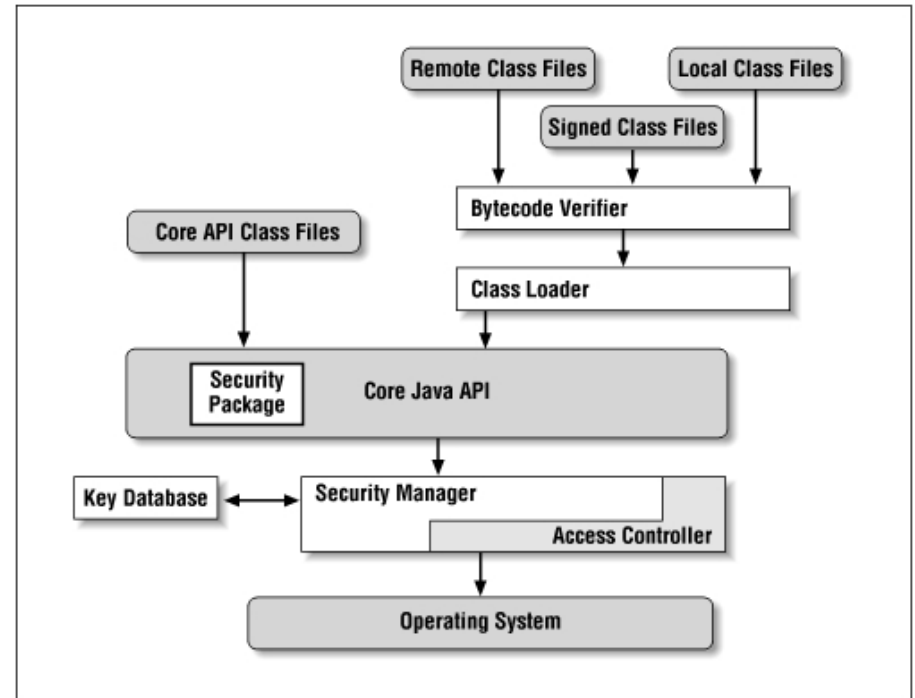 Remote Class Files
Local Class Files
Signed Class Files
Bytecode Verifier
Core API Class Files
Class Loader
Security
Package
Core Java API
Key Database
Security Manager
Access Controller
Operating System